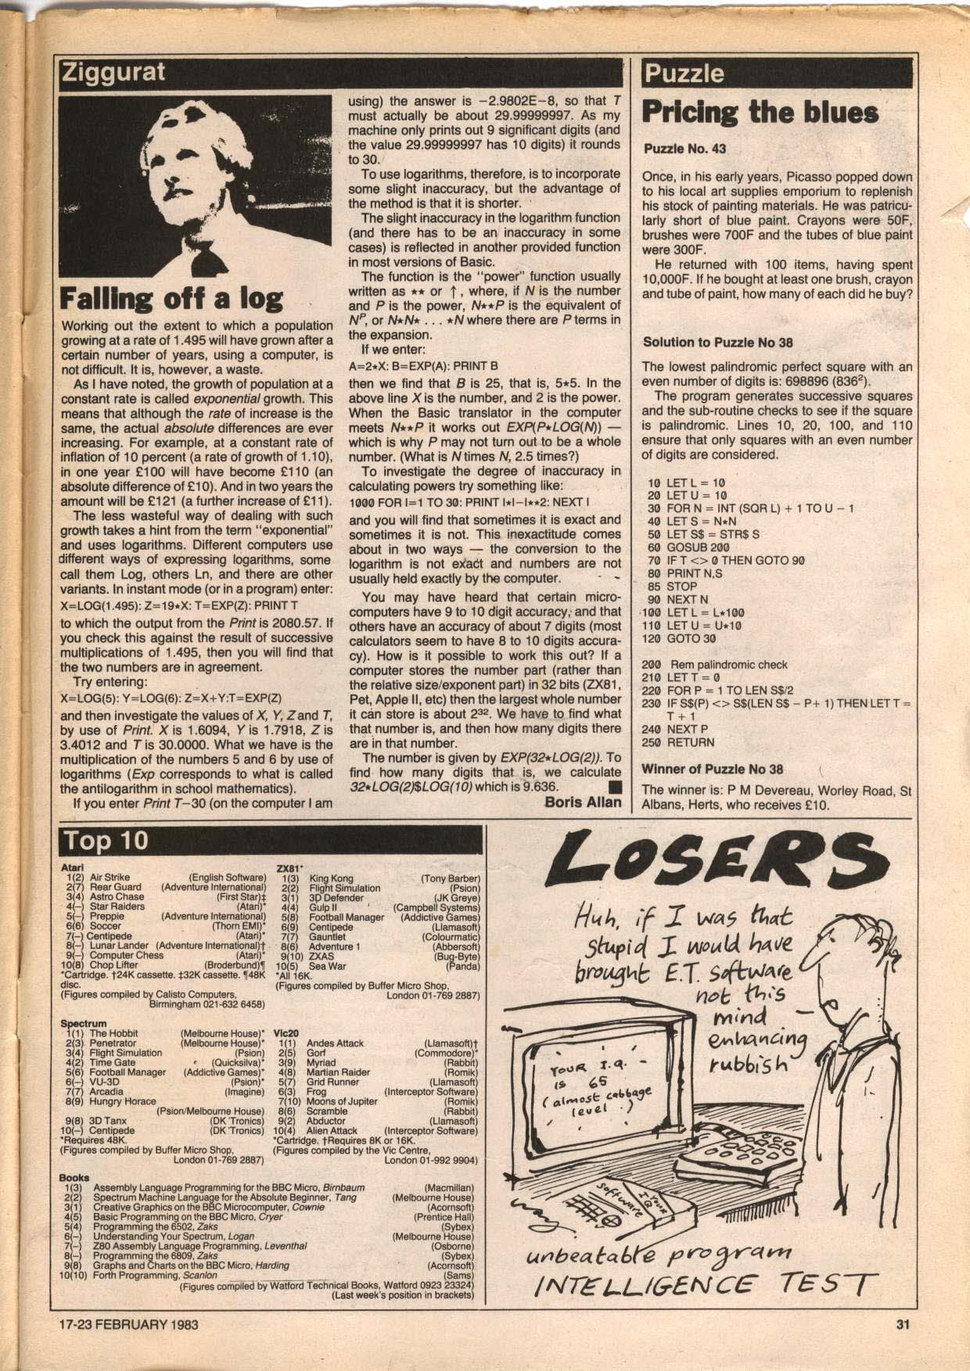 Ziggurat
Falling off a log
Working out the extent to which a population
growing at a rate of 1.495 will have grown after a
certain number of years, using a computer, is
not difficult. It is, however, a waste.
As I have noted, the growth of population at a
constant rate is called exponential growth. This
means that although the rate of increase is the
same, the actual absolute differences are ever
increasing. For example, at a constant rate of
inflation of 10 percent (a rate of growth of 1.10),
in one year £100 will have become £110 (an
absolute difference of £10). And in two years the
amount will be £121 (a further increase of £11).
The less wasteful way of dealing with such
growth takes a hint from the term "exponential"
and uses logarithms. Different computers use
different ways of expressing logarithms, some
call them Log, others Ln, and there are other
variants. In instant mode (or in a program) enter:
X=LOG(1.495): Z=19*X: T=EXP(Z): PRINT T
to which the output from the Print is 2080.57. If
you check this against the result of successive
multiplications of 1.495, then you will find that
the two numbers are in agreement.
Try entering:
X=LOG(5): Y=LOG(6): Z=X+Y:T=EXP(Z)
and then investigate the values of X, Y, Z and T,
by use of Print. X is 1.6094, Y is 1.7918, Z is
3.4012 and T is 30.0000. What we have is the
multiplication of the numbers 5 and 6 by use of
logarithms (Exp corresponds to what is called
the antilogarithm in school mathematics).
If you enter Print T−30 (on the computer I am
using) the answer is −2.9802E−8, so that T
must actually be about 29.99999997. As my
machine only prints out 9 significant digits (and
the value 29.99999997 has 10 digits) it rounds
to 30.
To use logarithms, therefore, is to incorporate
some slight inaccuracy, but the advantage of
the method is that it is shorter.
The slight inaccuracy in the logarithm function
(and there has to be an inaccuracy in some
cases) is reflected in another provided function
in most versions of Basic.
The function is the "power" function usually
written as ** or ↑, where, if N is the number
and P is the power, N**P is the equivalent of
Nᴾ, or N*N* . . . *N where there are P terms in
the expansion.
If we enter:
A=2*X: B=EXP(A): PRINT B
then we find that B is 25, that is, 5*5. In the
above line X is the number, and 2 is the power.
When the Basic translator in the computer
meets N**P it works out EXP(P*LOG(N)) —
which is why P may not turn out to be a whole
number. (What is N times N, 2.5 times?)
To investigate the degree of inaccuracy in
calculating powers try something like:
1000 FOR I=1 TO 30: PRINT I*I−I**2: NEXT I
and you will find that sometimes it is exact and
sometimes it is not. This inexactitude comes
about in two ways — the conversion to the
logarithm is not exact and numbers are not
usually held exactly by the computer.
You may have heard that certain micro-
computers have 9 to 10 digit accuracy, and that
others have an accuracy of about 7 digits (most
calculators seem to have 8 to 10 digits accura-
cy). How is it possible to work this out? If a
computer stores the number part (rather than
the relative size/exponent part) in 32 bits (ZX81,
Pet, Apple II, etc) then the largest whole number
it can store is about 2³². We have to find what
that number is, and then how many digits there
are in that number.
The number is given by EXP(32*LOG(2)). To
find how many digits that is, we calculate
32*LOG(2)$LOG(10) which is 9.636.
Boris Allan
Puzzle
Pricing the blues
Puzzle No. 43
Once, in his early years, Picasso popped down
to his local art supplies emporium to replenish
his stock of painting materials. He was patricu-
larly short of blue paint. Crayons were 50F,
brushes were 700F and the tubes of blue paint
were 300F.
He returned with 100 items, having spent
10,000F. If he bought at least one brush, crayon
and tube of paint, how many of each did he buy?
Solution to Puzzle No 38
The lowest palindromic perfect square with an
even number of digits is: 698896 (836²).
The program generates successive squares
and the sub-routine checks to see if the square
is palindromic. Lines 10, 20, 100, and 110
ensure that only squares with an even number
of digits are considered.
10 LET L = 10
20 LET U = 10
30 FOR N = INT (SQR L) + 1 TO U − 1
40 LET S = N*N
50 LET S$ = STR$ S
60 GOSUB 200
70 IF T <> 0 THEN GOTO 90
80 PRINT N,S
85 STOP
90 NEXT N
100 LET L = L*100
110 LET U = U*10
120 GOTO 30
200 Rem palindromic check
210 LET T = 0
220 FOR P = 1 TO LEN S$/2
230 IF S$(P) <> S$(LEN S$ − P+ 1) THEN LET T =
T + 1
240 NEXT P
250 RETURN
Winner of Puzzle No 38
The winner is: P M Devereau, Worley Road, St
Albans, Herts, who receives £10.
Top 10
Atari
1(2) Air Strike (English Software)
2(7) Rear Guard (Adventure International)
3(4) Astro Chase (First Star)‡
4(–) Star Raiders (Atari)*
5(–) Preppie (Adventure International)
6(6) Soccer (Thorn EMI)*
7(–) Centipede (Atari)*
8(–) Lunar Lander (Adventure International)†
9(–) Computer Chess (Atari)*
10(8) Chop Lifter (Broderbund)¶
*Cartridge. †24K cassette. ‡32K cassette. ¶48K
disc.
(Figures compiled by Calisto Computers,
Birmingham 021-632 6458)
ZX81*
1(3) King Kong (Tony Barber)
2(2) Flight Simulation (Psion)
3(1) 3D Defender (JK Greye)
4(4) Gulp II (Campbell Systems)
5(8) Football Manager (Addictive Games)
6(9) Centipede (Llamasoft)
7(7) Gauntlet (Colourmatic)
8(6) Adventure 1 (Abbersoft)
9(10) ZXAS (Bug-Byte)
10(5) Sea War (Panda)
*All 16K.
(Figures compiled by Buffer Micro Shop,
London 01-769 2887)
Spectrum
1(1) The Hobbit (Melbourne House)*
2(3) Penetrator (Melbourne House)*
3(4) Flight Simulation (Psion)
4(2) Time Gate (Quicksilva)*
5(6) Football Manager (Addictive Games)*
6(–) VU-3D (Psion)*
7(7) Arcadia (Imagine)
8(9) Hungry Horace
(Psion/Melbourne House)
9(8) 3D Tanx (DK 'Tronics)
10(–) Centipede (DK 'Tronics)
*Requires 48K.
(Figures compiled by Buffer Micro Shop,
London 01-769 2887)
Vic20
1(1) Andes Attack (Llamasoft)†
2(5) Gorf (Commodore)*
3(9) Myriad (Rabbit)
4(8) Martian Raider (Romik)
5(7) Grid Runner (Llamasoft)
6(3) Frog (Interceptor Software)
7(10) Moons of Jupiter (Romik)
8(6) Scramble (Rabbit)
9(2) Abductor (Llamasoft)
10(4) Alien Attack (Interceptor Software)
*Cartridge. †Requires 8K or 16K.
(Figures compiled by the Vic Centre,
London 01-992 9904)
Books
1(3) Assembly Language Programming for the BBC Micro, Birnbaum (Macmillan)
2(2) Spectrum Machine Language for the Absolute Beginner, Tang (Melbourne House)
3(1) Creative Graphics on the BBC Microcomputer, Cownie (Acornsoft)
4(5) Basic Programming on the BBC Micro, Cryer (Prentice Hall)
5(4) Programming the 6502, Zaks (Sybex)
6(–) Understanding Your Spectrum, Logan (Melbourne House)
7(–) Z80 Assembly Language Programming, Leventhal (Osborne)
8(–) Programming the 6809, Zaks (Sybex)
9(8) Graphs and Charts on the BBC Micro, Harding (Acornsoft)
10(10) Forth Programming, Scanlon (Sams)
(Figures compiled by Watford Technical Books, Watford 0923 23324)
(Last week's position in brackets)
LOSERS
Huh, if I was that
stupid I would have
brought E.T. software
not this
mind
enhancing
rubbish
YOUR I.Q.
IS 65
(almost cabbage
level.)
software
YOUR
unbeatable program
INTELLIGENCE TEST
17-23 FEBRUARY 1983
31